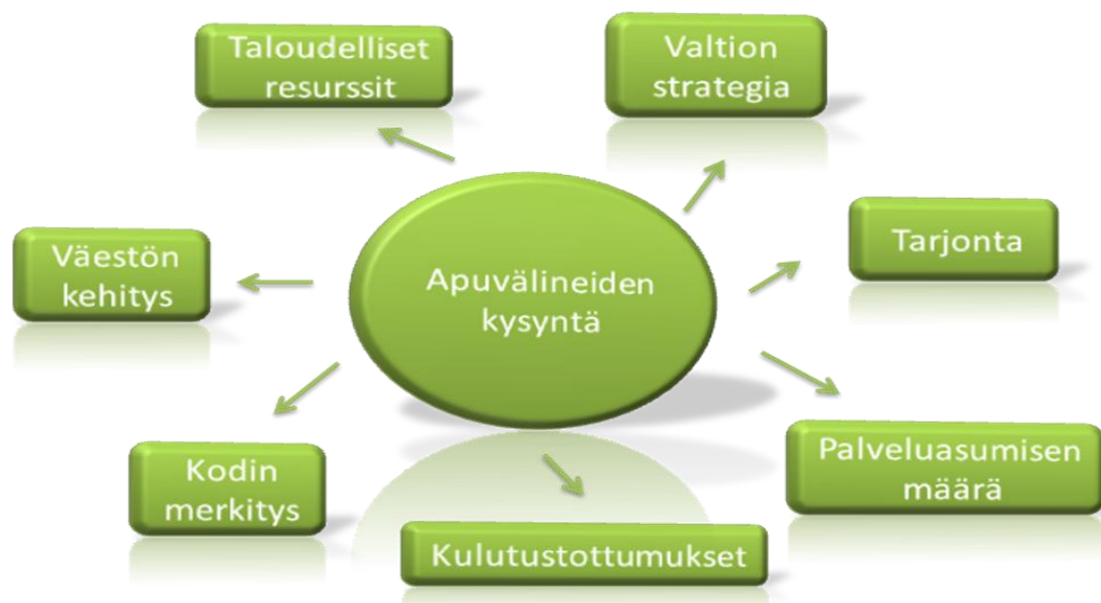 Taloudelliset
resurssit
Valtion
strategia
Väestön
kehitys
Apuvälineiden
kysyntä
Tarjonta
Kodin
merkitys
Kulutustottumukset
Palveluasumisen
määrä